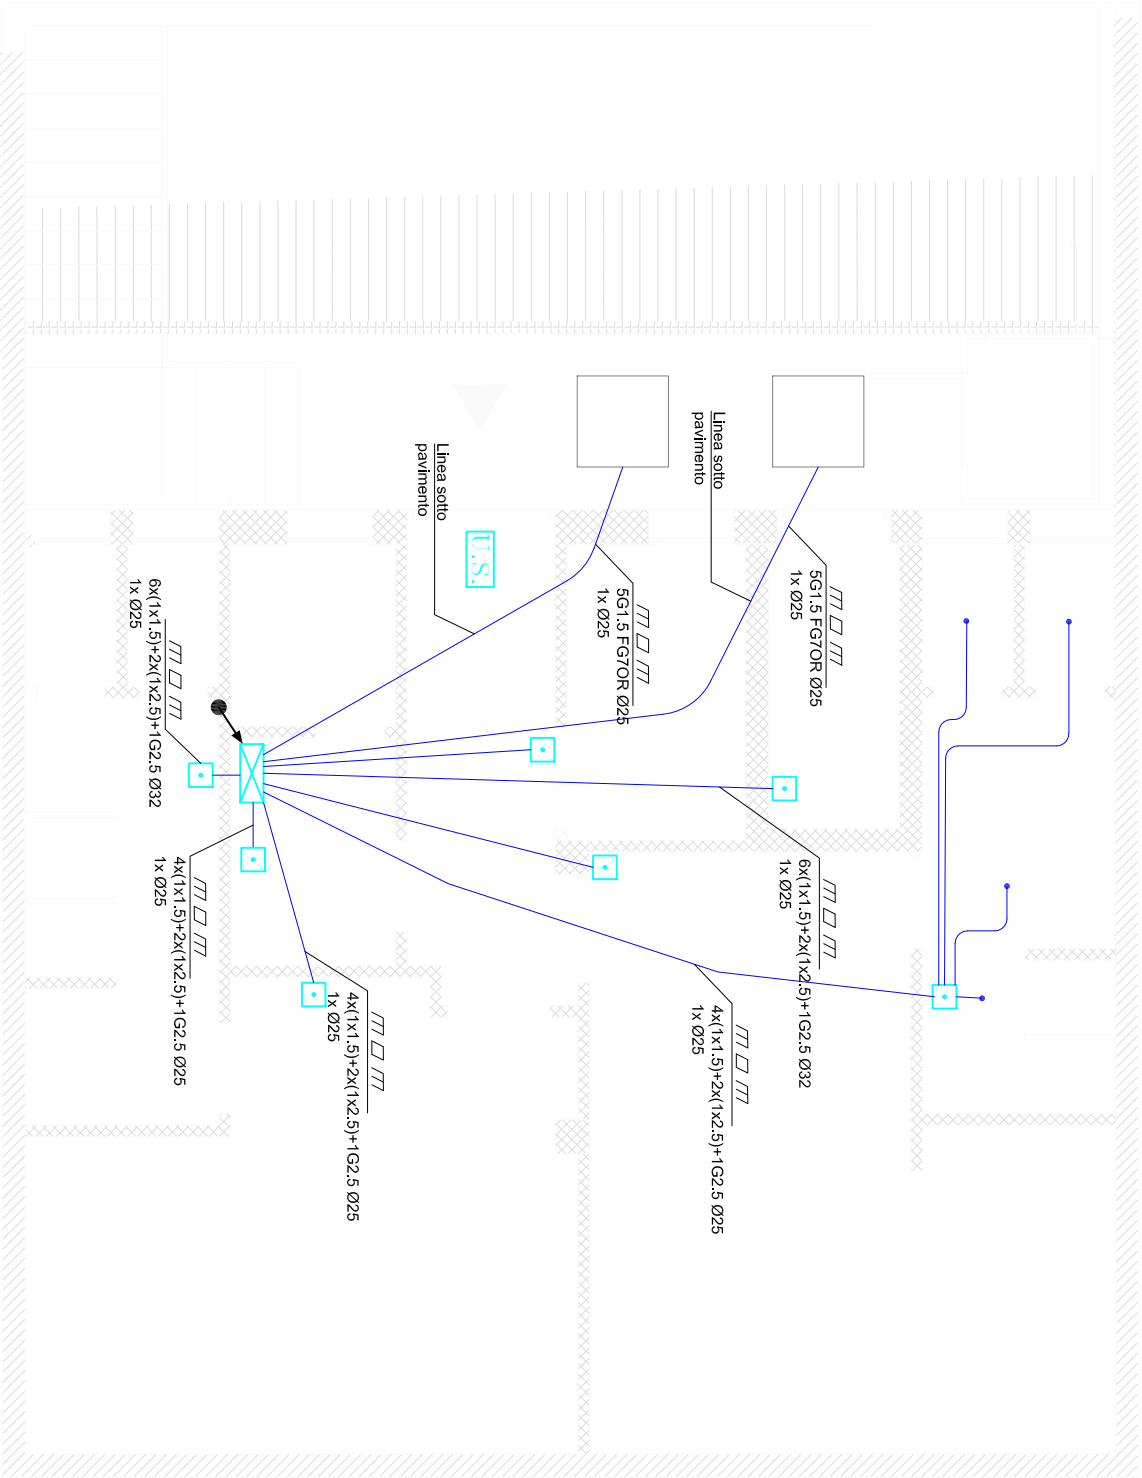 Linea sotto
pavimento
5G1.5 FG7OR Ø25
1x Ø25
Linea sotto
pavimento
5G1.5 FG7OR Ø25
1x Ø25
U.S.
6x(1x1.5)+2x(1x2.5)+1G2.5 Ø32
1x Ø25
6x(1x1.5)+2x(1x2.5)+1G2.5 Ø32
1x Ø25
4x(1x1.5)+2x(1x2.5)+1G2.5 Ø25
1x Ø25
4x(1x1.5)+2x(1x2.5)+1G2.5 Ø25
1x Ø25
4x(1x1.5)+2x(1x2.5)+1G2.5 Ø25
1x Ø25